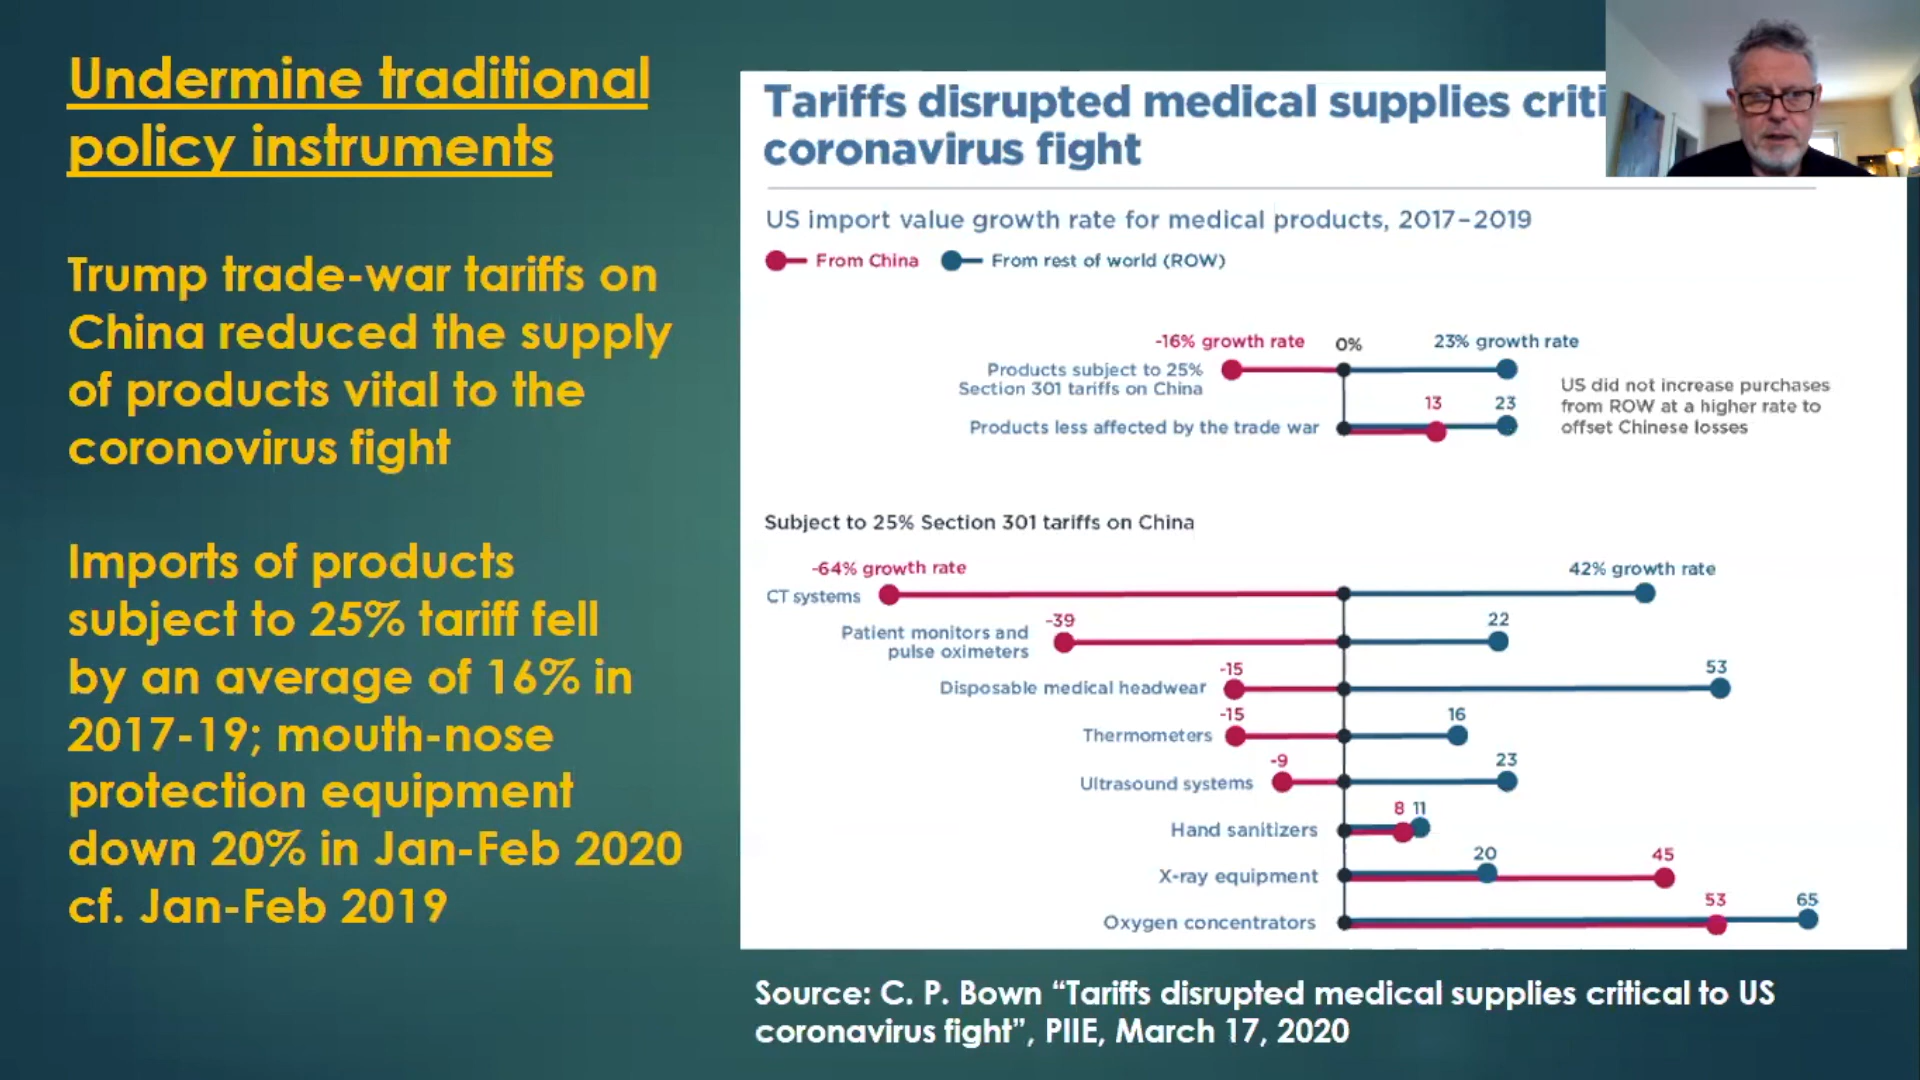 Undermine traditional
policy instruments
Trump trade-war tariffs on
China reduced the supply
of products vital to the
coronovirus fight
Imports of products
subject to 25% tariff fell
by an average of 16% in
2017-19; mouth-nose
protection equipment
down 20% in Jan-Feb 2020
cf. Jan-Feb 2019
Tariffs disrupted medical supplies criti
coronavirus fight
US import value growth rate for medical products, 2017–2019
From China From rest of world (ROW)
-16% growth rate 0% 23% growth rate
Products subject to 25%
Section 301 tariffs on China
13 23
Products less affected by the trade war
US did not increase purchases
from ROW at a higher rate to
offset Chinese losses
Subject to 25% Section 301 tariffs on China
-64% growth rate 42% growth rate
CT systems
-39 22
Patient monitors and
pulse oximeters
-15 53
Disposable medical headwear
-15 16
Thermometers
-9 23
Ultrasound systems
8 11
Hand sanitizers
20 45
X-ray equipment
53 65
Oxygen concentrators
Source: C. P. Bown “Tariffs disrupted medical supplies critical to US
coronavirus fight”, PIIE, March 17, 2020